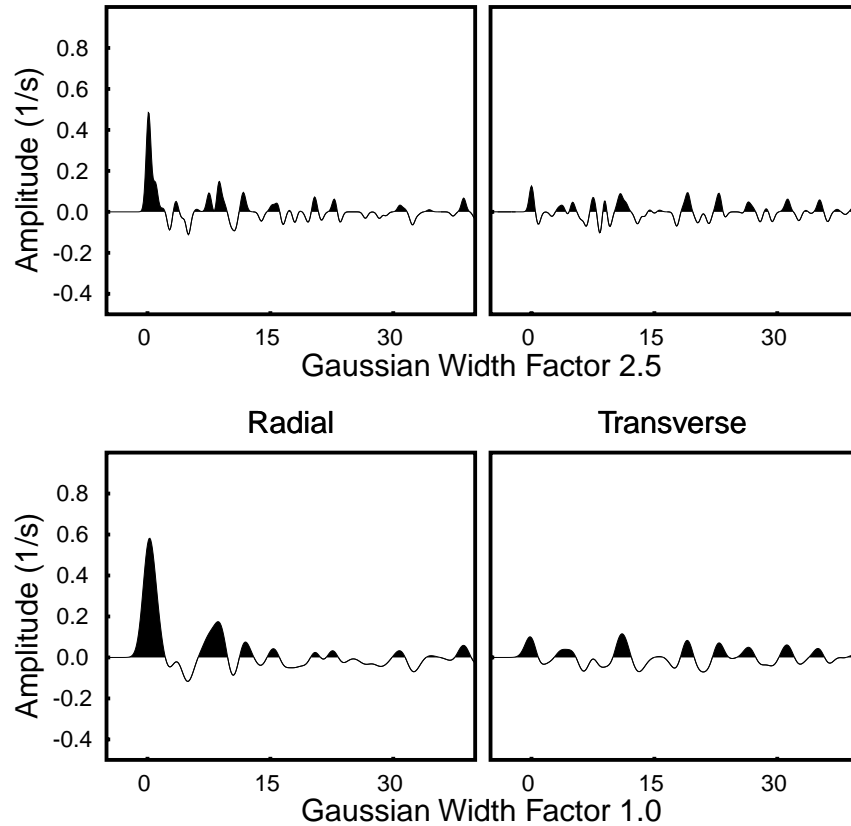 0.8
0.6
0.4
0.2
0.0
-0.2
-0.4
Amplitude (1/s)
0 15 30
0 15 30
Gaussian Width Factor 2.5
Radial
Transverse
0.8
0.6
0.4
0.2
0.0
-0.2
-0.4
Amplitude (1/s)
0 15 30
0 15 30
Gaussian Width Factor 1.0